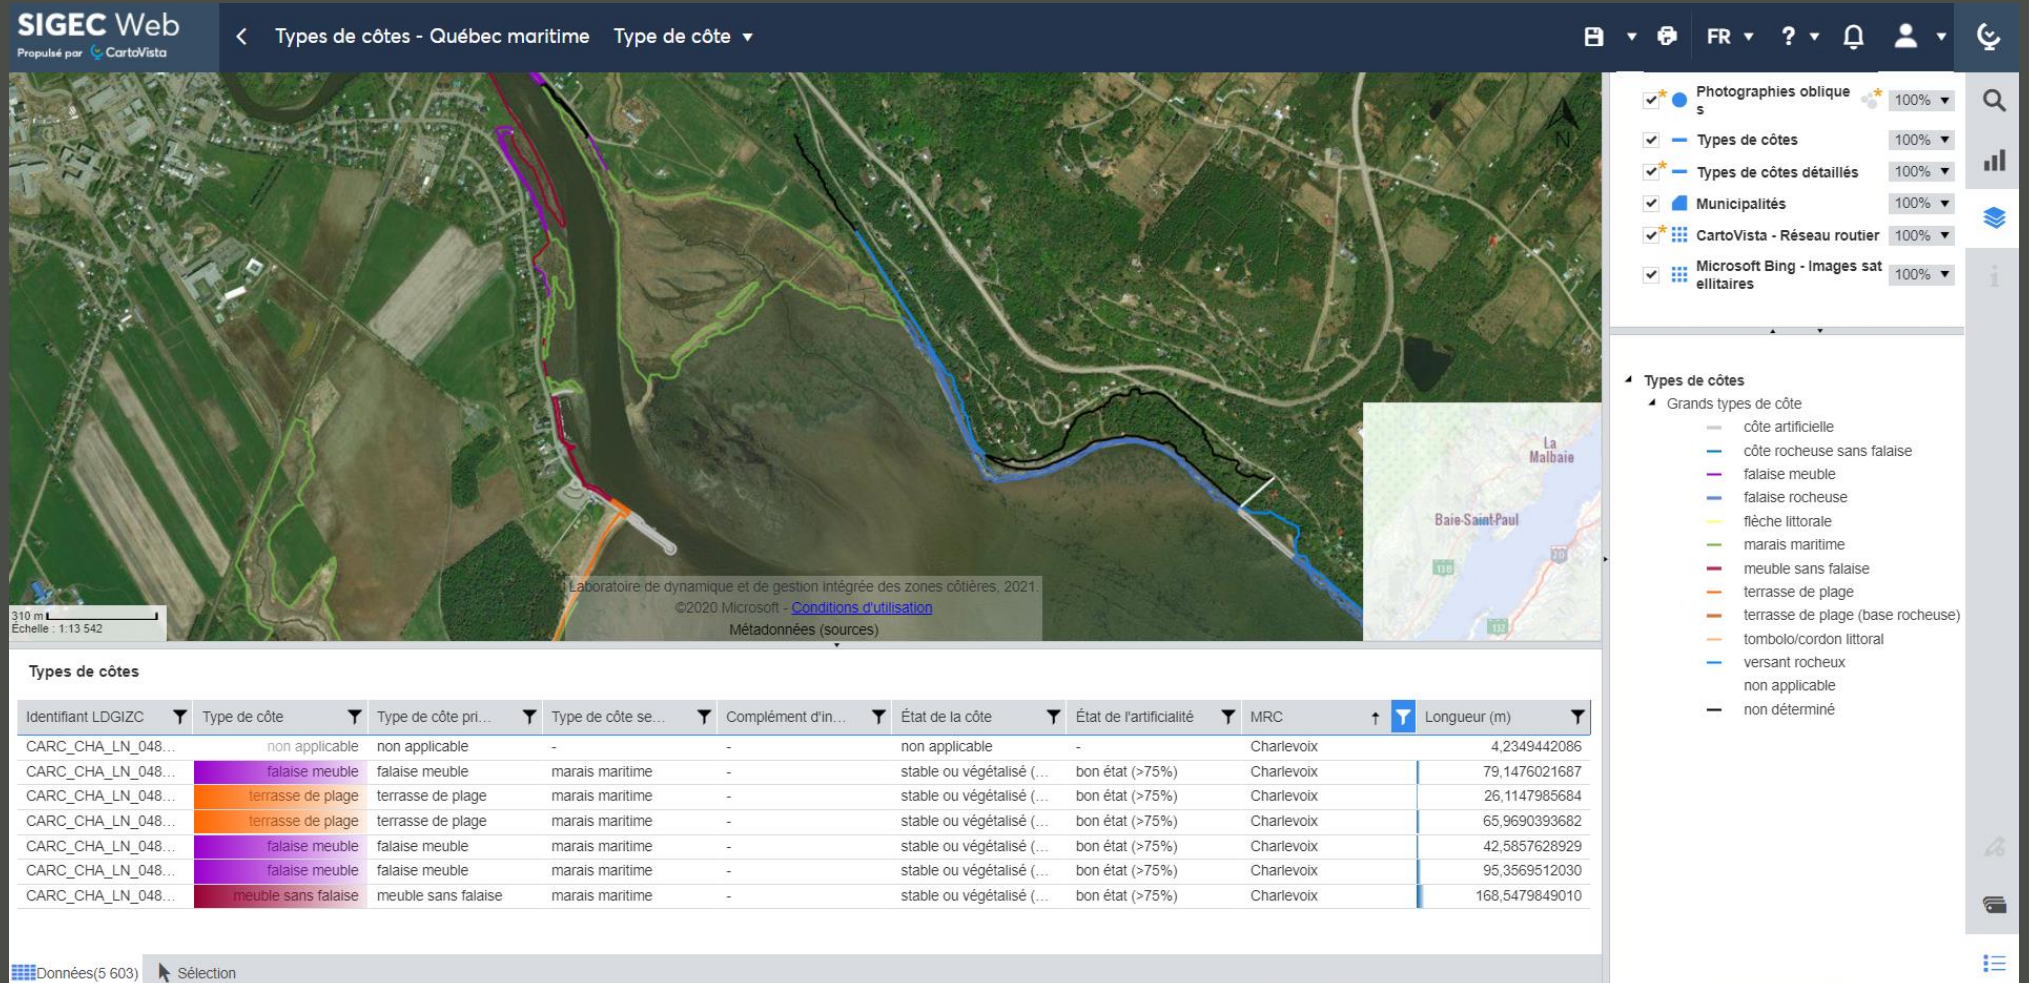 SIGEC Web
Propulsé par CartoVista
Types de côtes - Québec maritime Type de côte
FR
?
N
La
Malbaie
Baie-Saint-Paul
138
20
132
310 m
Échelle : 1:13 542
Laboratoire de dynamique et de gestion intégrée des zones côtières, 2021.
©2020 Microsoft - Conditions d'utilisation
Métadonnées (sources)
Photographies oblique
s
100%
Types de côtes 100%
Types de côtes détaillés 100%
Municipalités 100%
CartoVista - Réseau routier 100%
Microsoft Bing - Images sat
ellitaires
100%
Types de côtes
Grands types de côte
côte artificielle
côte rocheuse sans falaise
falaise meuble
falaise rocheuse
flèche littorale
marais maritime
meuble sans falaise
terrasse de plage
terrasse de plage (base rocheuse)
tombolo/cordon littoral
versant rocheux
non applicable
non déterminé
Types de côtes
Identifiant LDGIZC Type de côte Type de côte pri... Type de côte se... Complément d'in... État de la côte État de l'artificialité MRC Longueur (m)
CARC_CHA_LN_048... non applicable non applicable - - non applicable - Charlevoix 4,2349442086
CARC_CHA_LN_048... falaise meuble falaise meuble marais maritime - stable ou végétalisé (... bon état (>75%) Charlevoix 79,1476021687
CARC_CHA_LN_048... terrasse de plage terrasse de plage marais maritime - stable ou végétalisé (... bon état (>75%) Charlevoix 26,1147985684
CARC_CHA_LN_048... terrasse de plage terrasse de plage marais maritime - stable ou végétalisé (... bon état (>75%) Charlevoix 65,9690393682
CARC_CHA_LN_048... falaise meuble falaise meuble marais maritime - stable ou végétalisé (... bon état (>75%) Charlevoix 42,5857628929
CARC_CHA_LN_048... falaise meuble falaise meuble marais maritime - stable ou végétalisé (... bon état (>75%) Charlevoix 95,3569512030
CARC_CHA_LN_048... meuble sans falaise meuble sans falaise marais maritime - stable ou végétalisé (... bon état (>75%) Charlevoix 168,5479849010
Données(5 603) Sélection